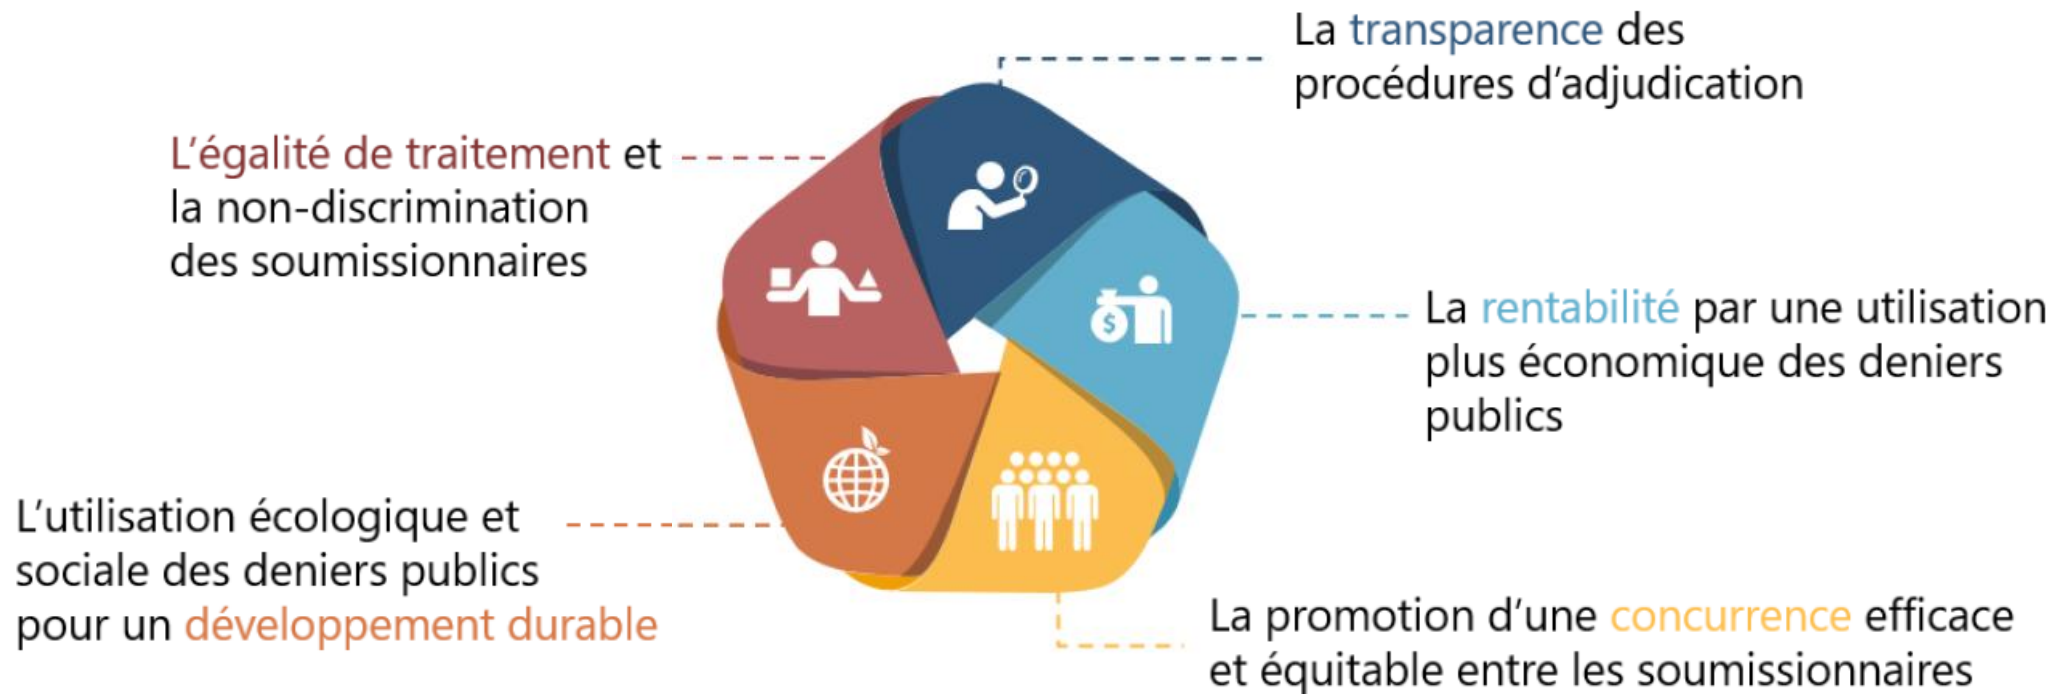 La transparence des
procédures d'adjudication
L'égalité de traitement et
la non-discrimination
des soumissionnaires
La rentabilité par une utilisation
plus économique des deniers
publics
L'utilisation écologique et
sociale des deniers publics
pour un développement durable
La promotion d'une concurrence efficace
et équitable entre les soumissionnaires
$